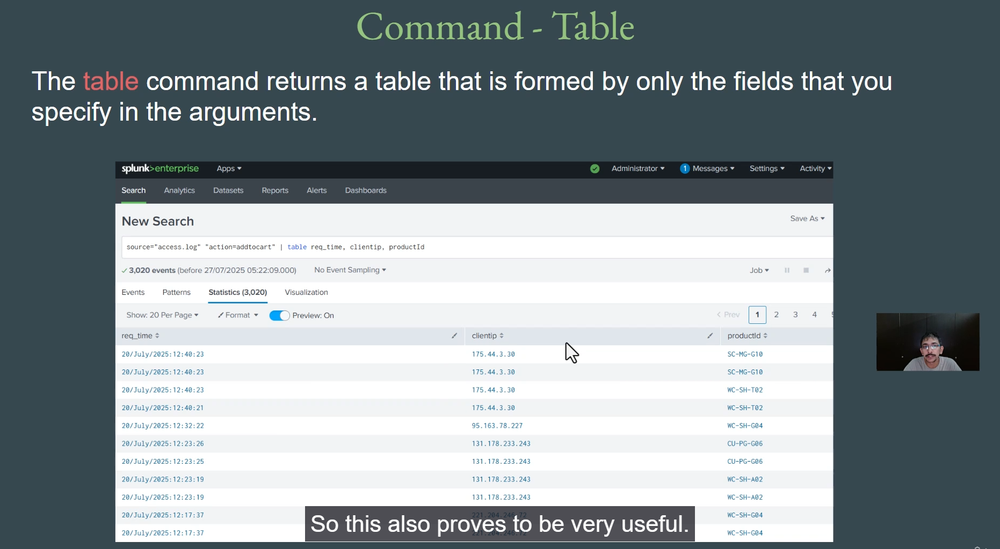 Command - Table
The table command returns a table that is formed by only the fields that you
specify in the arguments.
splunk>enterprise Apps Administrator 1 Messages Settings Activity
Search Analytics Datasets Reports Alerts Dashboards
New Search Save As
source="access.log" "action=addtocart" | table req_time, clientip, productId
3,020 events (before 27/07/2025 05:22:09.000) No Event Sampling Job
Events Patterns Statistics (3,020) Visualization
Show: 20 Per Page Format Preview: On < Prev 1 2 3 4
req_time clientip productId
20/July/2025:12:40:23 175.44.3.30 SC-MG-G10
20/July/2025:12:40:23 175.44.3.30 SC-MG-G10
20/July/2025:12:40:23 175.44.3.30 WC-SH-T02
20/July/2025:12:40:21 175.44.3.30 WC-SH-T02
20/July/2025:12:32:22 95.163.78.227 WC-SH-G04
20/July/2025:12:23:26 131.178.233.243 CU-PG-G06
20/July/2025:12:23:25 131.178.233.243 CU-PG-G06
20/July/2025:12:23:19 131.178.233.243 WC-SH-A02
20/July/2025:12:23:19 131.178.233.243 WC-SH-A02
20/July/2025:12:17:37 221.204.246.72 WC-SH-G04
20/July/2025:12:17:37 221.204.246.72 WC-SH-G04
So this also proves to be very useful.